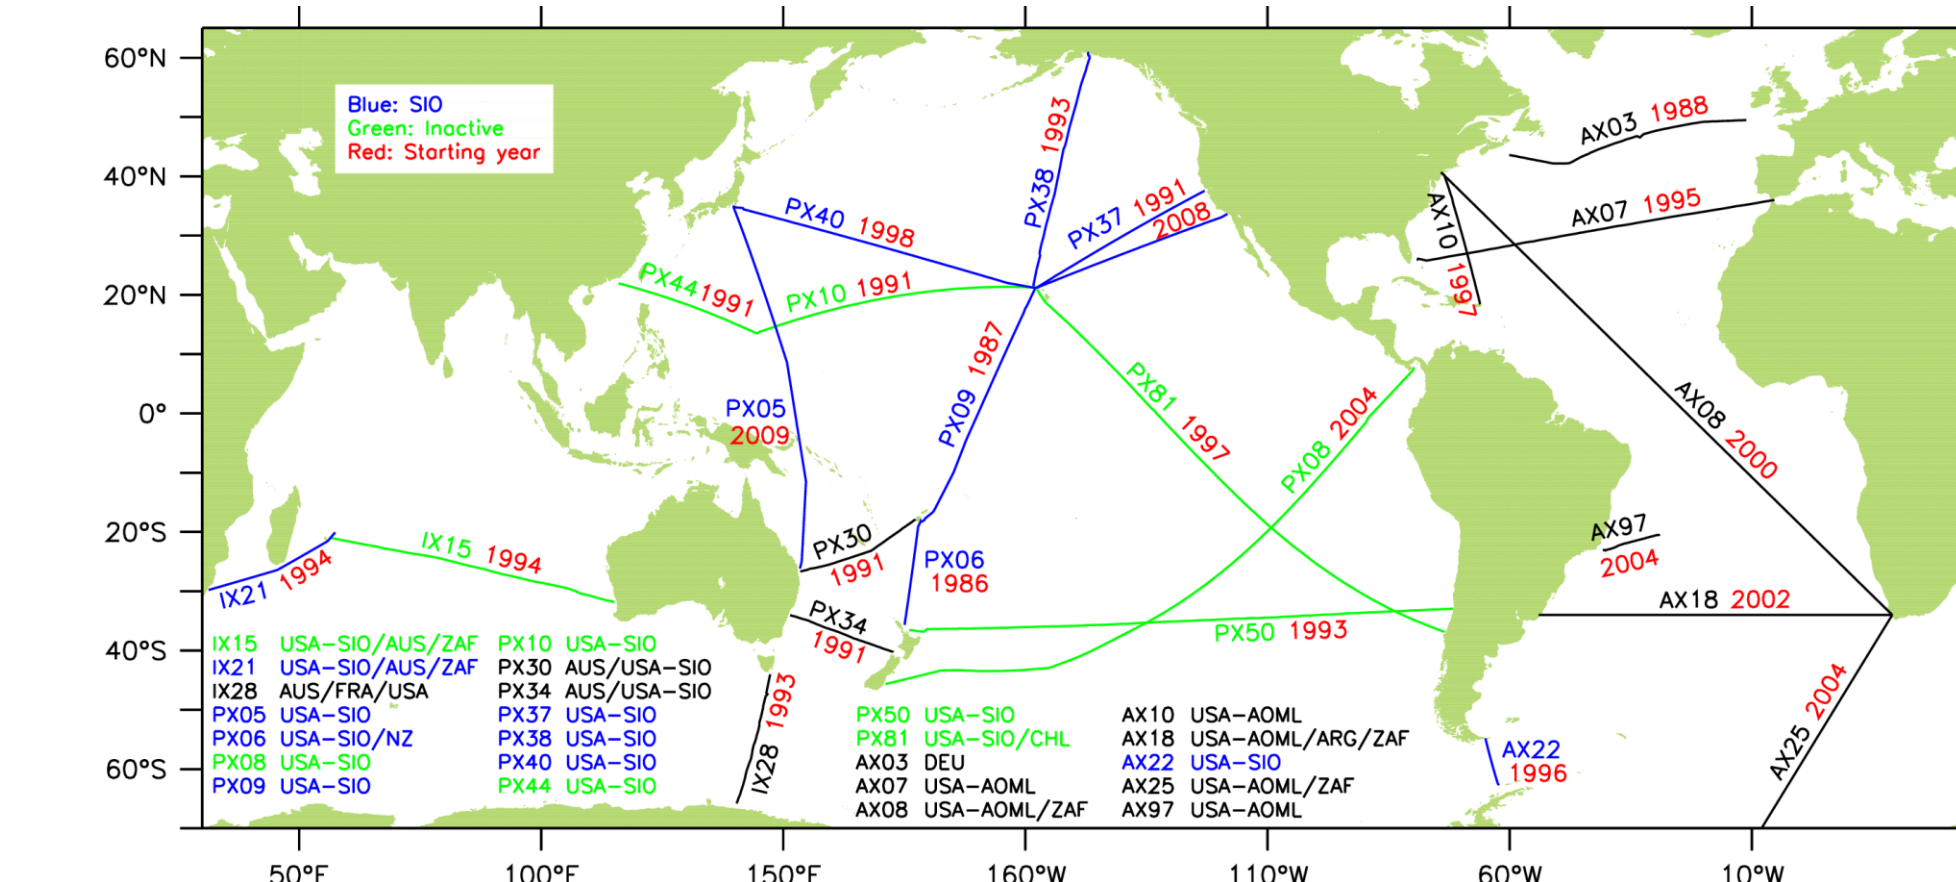 60°N
40°N
20°N
0°
20°S
40°S
60°S
Blue: SIO
Green: Inactive
Red: Starting year
PX38 1993
AX03 1988
PX40 1998
PX37 1991
2008
AX10 1997
AX07 1995
PX44 1991
PX10 1991
PX09 1987
PX05
2009
PX81 1997
PX08 2004
AX08 2000
IX21 1994
IX15 1994
PX30
1991
PX06
1986
AX97
2004
PX34
1991
PX50 1993
AX18 2002
IX28 1993
AX22
1996
AX25 2004
IX15 USA-SIO/AUS/ZAF
IX21 USA-SIO/AUS/ZAF
IX28 AUS/FRA/USA
PX05 USA-SIO
PX06 USA-SIO/NZ
PX08 USA-SIO
PX09 USA-SIO
PX10 USA-SIO
PX30 AUS/USA-SIO
PX34 AUS/USA-SIO
PX37 USA-SIO
PX38 USA-SIO
PX40 USA-SIO
PX44 USA-SIO
PX50 USA-SIO
PX81 USA-SIO/CHL
AX03 DEU
AX07 USA-AOML
AX08 USA-AOML/ZAF
AX10 USA-AOML
AX18 USA-AOML/ARG/ZAF
AX22 USA-SIO
AX25 USA-AOML/ZAF
AX97 USA-AOML
50°E 100°E 150°E 160°W 110°W 60°W 10°W